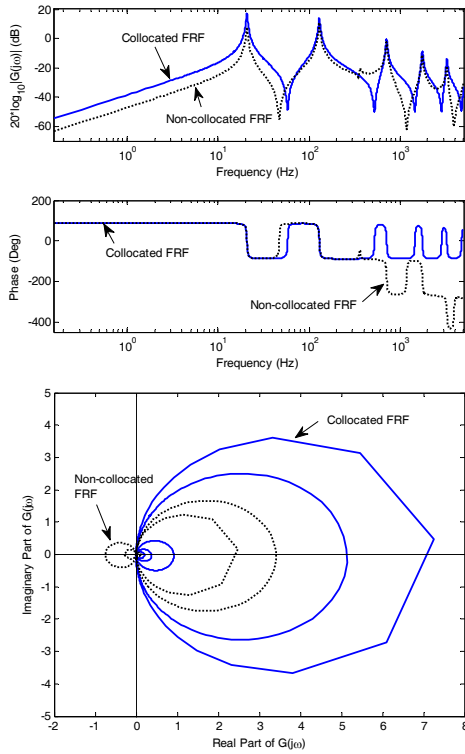 20*log10|G(jω)| (dB)
20
0
-20
-40
-60
Collocated FRF
Non-collocated FRF
10^0
10^1
10^2
10^3
Frequency (Hz)
Phase (Deg)
200
0
-200
-400
Collocated FRF
Non-collocated FRF
10^0
10^1
10^2
10^3
Frequency (Hz)
Imaginary Part of G(jω)
5
4
3
2
1
0
-1
-2
-3
-4
-5
Collocated FRF
Non-collocated
FRF
-2 -1 0 1 2 3 4 5 6 7 8
Real Part of G(jω)